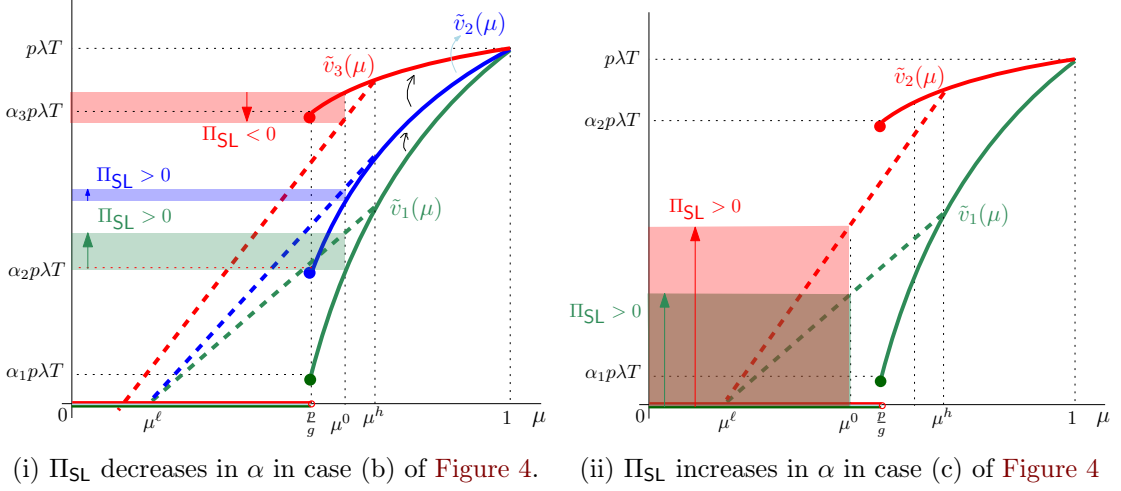 pλT
α₃pλT
α₂pλT
α₁pλT
0
ṽ₃(μ)
ṽ₂(μ)
ṽ₁(μ)
Π_SL < 0
Π_SL > 0
Π_SL > 0
μ^ℓ
p/g
μ⁰
μ^h
1
μ
(i) Π_SL decreases in α in case (b) of Figure 4.
pλT
α₂pλT
α₁pλT
0
ṽ₂(μ)
ṽ₁(μ)
Π_SL > 0
Π_SL > 0
μ^ℓ
μ⁰
p/g
μ^h
1
μ
(ii) Π_SL increases in α in case (c) of Figure 4